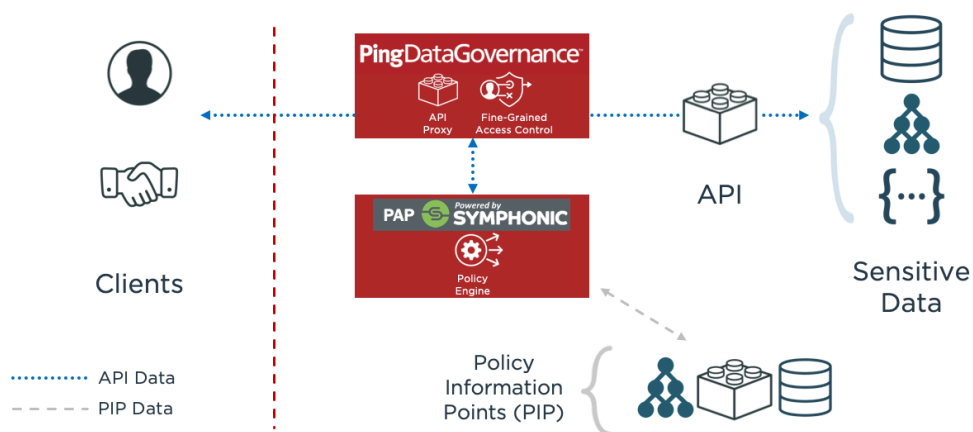 PingDataGovernance™
API
Proxy
Fine-Grained
Access Control
PAP
Powered by
SYMPHONIC
Policy
Engine
Clients
API
{...}
Sensitive
Data
Policy
Information
Points (PIP)
API Data
PIP Data